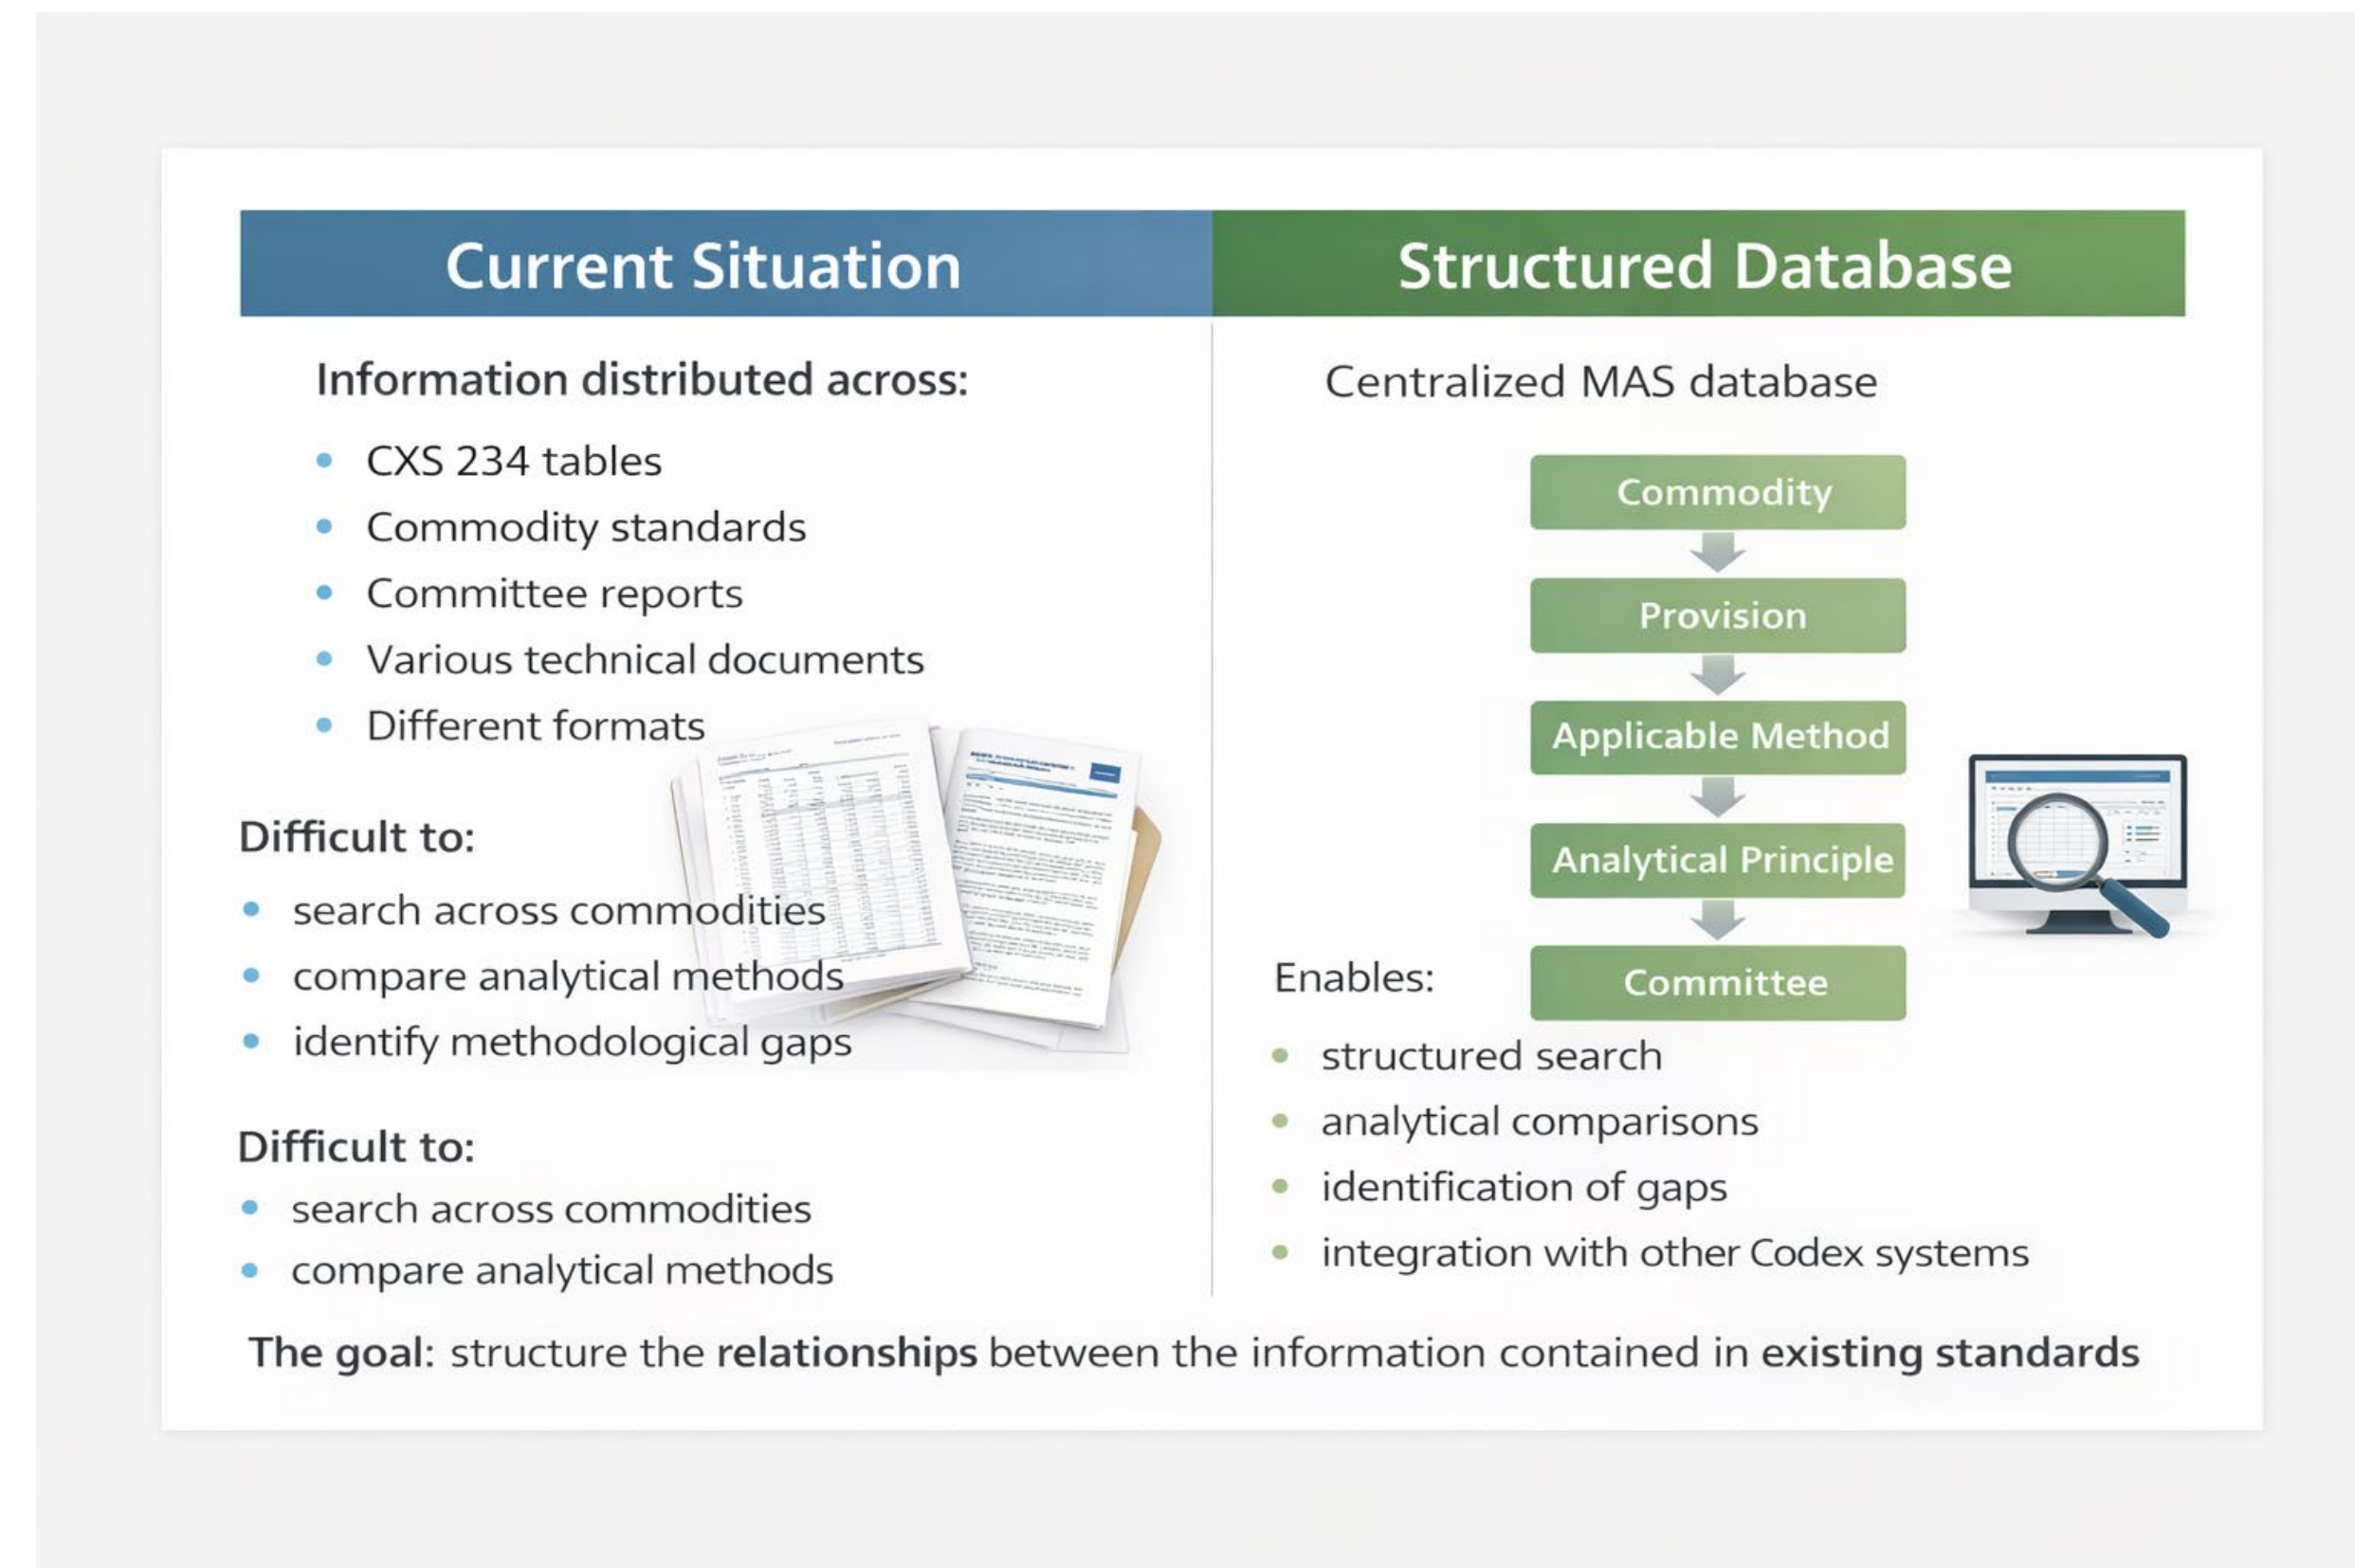 Current Situation
Structured Database
Information distributed across:
CXS 234 tables
Commodity standards
Committee reports
Various technical documents
Different formats
Difficult to:
search across commodities
compare analytical methods
identify methodological gaps
Difficult to:
search across commodities
compare analytical methods
Centralized MAS database
Commodity
Provision
Applicable Method
Analytical Principle
Committee
Enables:
structured search
analytical comparisons
identification of gaps
integration with other Codex systems
The goal: structure the relationships between the information contained in existing standards